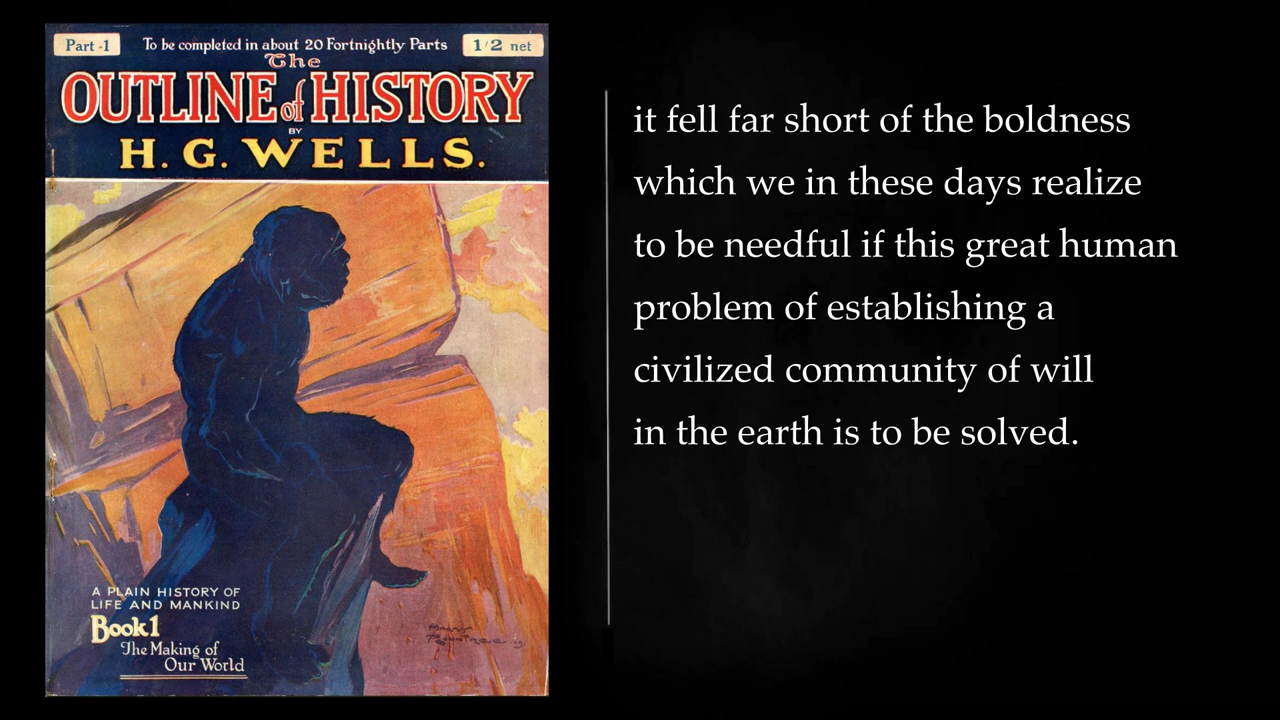 Part -1
To be completed in about 20 Fortnightly Parts
1/2 net
The
OUTLINE of HISTORY
BY
H. G. WELLS.
A PLAIN HISTORY OF
LIFE AND MANKIND
Book 1
The Making of
Our World
it fell far short of the boldness
which we in these days realize
to be needful if this great human
problem of establishing a
civilized community of will
in the earth is to be solved.